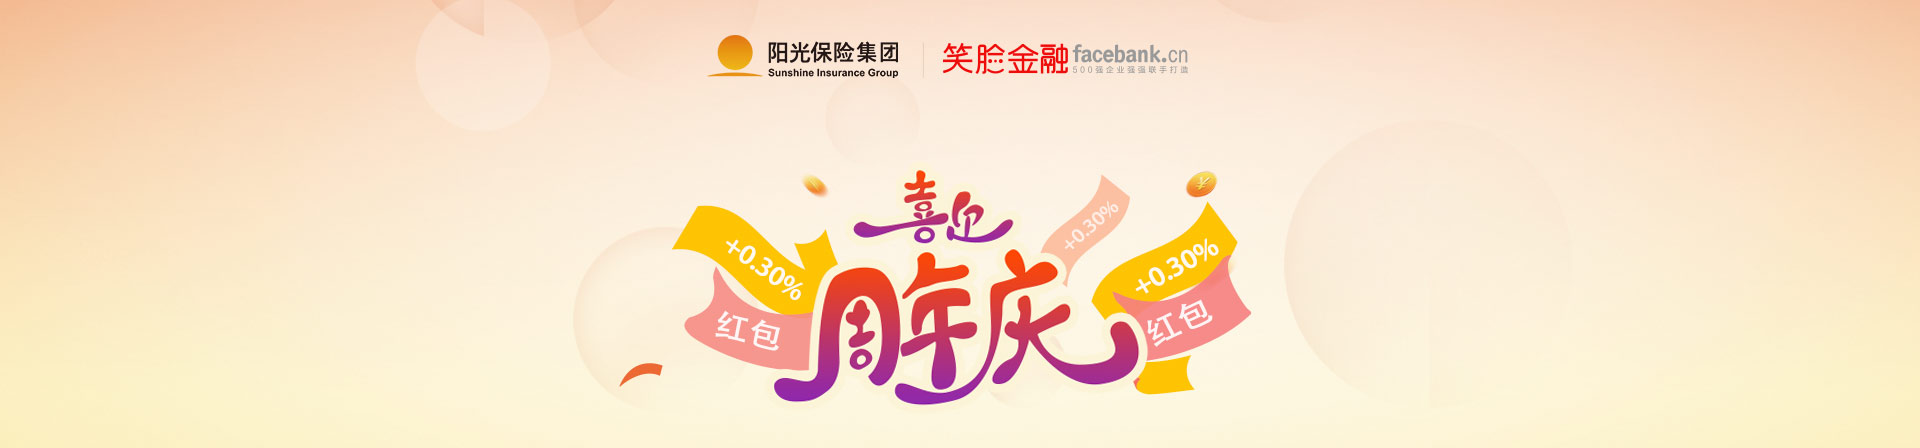 阳光保险集团
Sunshine Insurance Group
笑脸金融 facebank.cn
500强企业强强联手打造
喜迎
周年庆
+0.30%
红包
+0.30%
+0.30%
红包